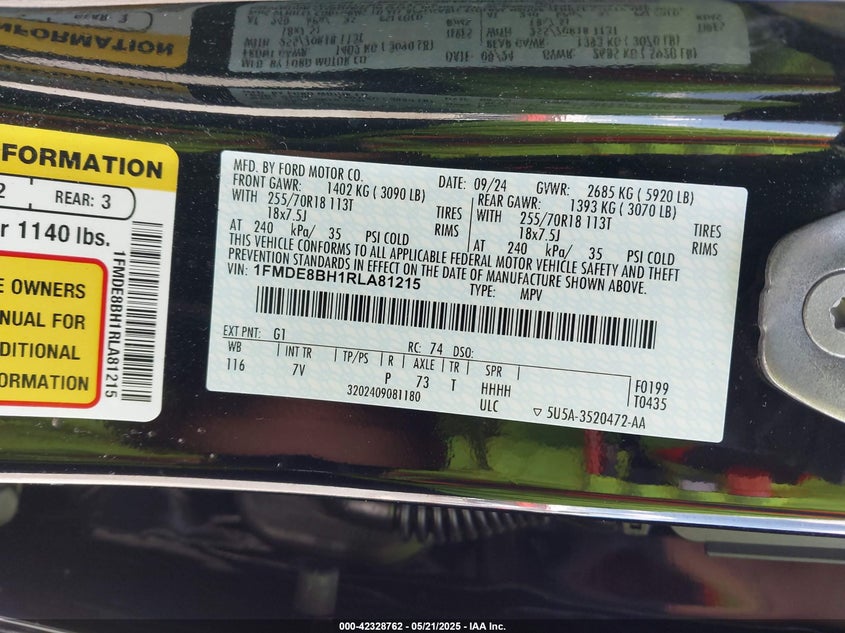 FORMATION
2 REAR: 3
r 1140 lbs.
E OWNERS
NUAL FOR
DITIONAL
ORMATION
1FMDE8BH1RLA81215
MFD. BY FORD MOTOR CO.
DATE: 09/24 GVWR: 2685 KG ( 5920 LB)
FRONT GAWR: 1402 KG ( 3090 LB)
REAR GAWR: 1393 KG ( 3070 LB)
WITH 255/70R18 113T TIRES
WITH 255/70R18 113T TIRES
18x7.5J RIMS
18x7.5J RIMS
AT 240 kPa/ 35 PSI COLD
AT 240 kPa/ 35 PSI COLD
THIS VEHICLE CONFORMS TO ALL APPLICABLE FEDERAL MOTOR VEHICLE SAFETY AND THEFT
PREVENTION STANDARDS IN EFFECT ON THE DATE OF MANUFACTURE SHOWN ABOVE.
VIN: 1FMDE8BH1RLA81215 TYPE: MPV
EXT PNT: G1 RC: 74 DSO:
WB INT TR TP/PS R AXLE TR SPR
116 7V P 73 T HHHH F0199
3202409081180 ULC T0435
▽ 5U5A-3520472-AA
000-42328762 - 05/21/2025 - IAA Inc.